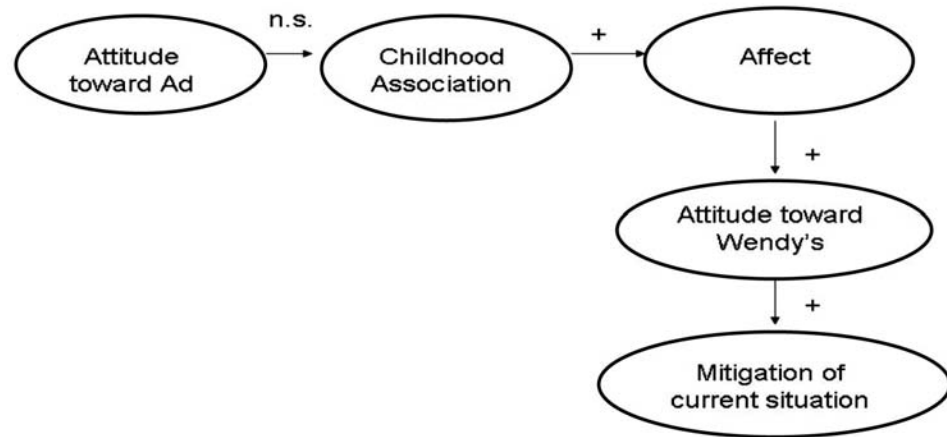 n.s.
+
Attitude
toward Ad
Childhood
Association
Affect
+
Attitude toward
Wendy's
+
Mitigation of
current situation